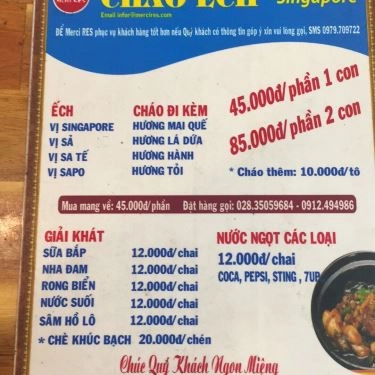 CHÁO ẾCH Singapore
Email infor@mercires.com
ĐỂ Merci RES phục vụ khách hàng tốt hơn nếu Quý khách có thông tin góp ý xin vui lòng gọi, SMS 0979.709722
ẾCH
VỊ SINGAPORE
VỊ SẢ
VỊ SA TẾ
VỊ SAPO
CHÁO ĐI KÈM
HƯƠNG MAI QUẾ
HƯƠNG LÁ DỨA
HƯƠNG HÀNH
HƯƠNG TỎI
45.000đ/phần 1 con
85.000đ/phần 2 con
* Cháo thêm: 10.000đ/tô
Mua mang về: 45.000đ/phần Đặt hàng gọi: 028.35059684 - 0912.494986
GIẢI KHÁT
SỮA BẮP 12.000đ/chai
NHA ĐAM 12.000đ/chai
RONG BIỂN 12.000đ/chai
NƯỚC SUỐI 12.000đ/chai
SÂM HỒ LÔ 12.000đ/chai
* CHÈ KHÚC BẠCH 20.000đ/chén
NƯỚC NGỌT CÁC LOẠI
12.000đ/chai
COCA, PEPSI, STING , 7UP
Chúc Quý Khách Ngon Miệng